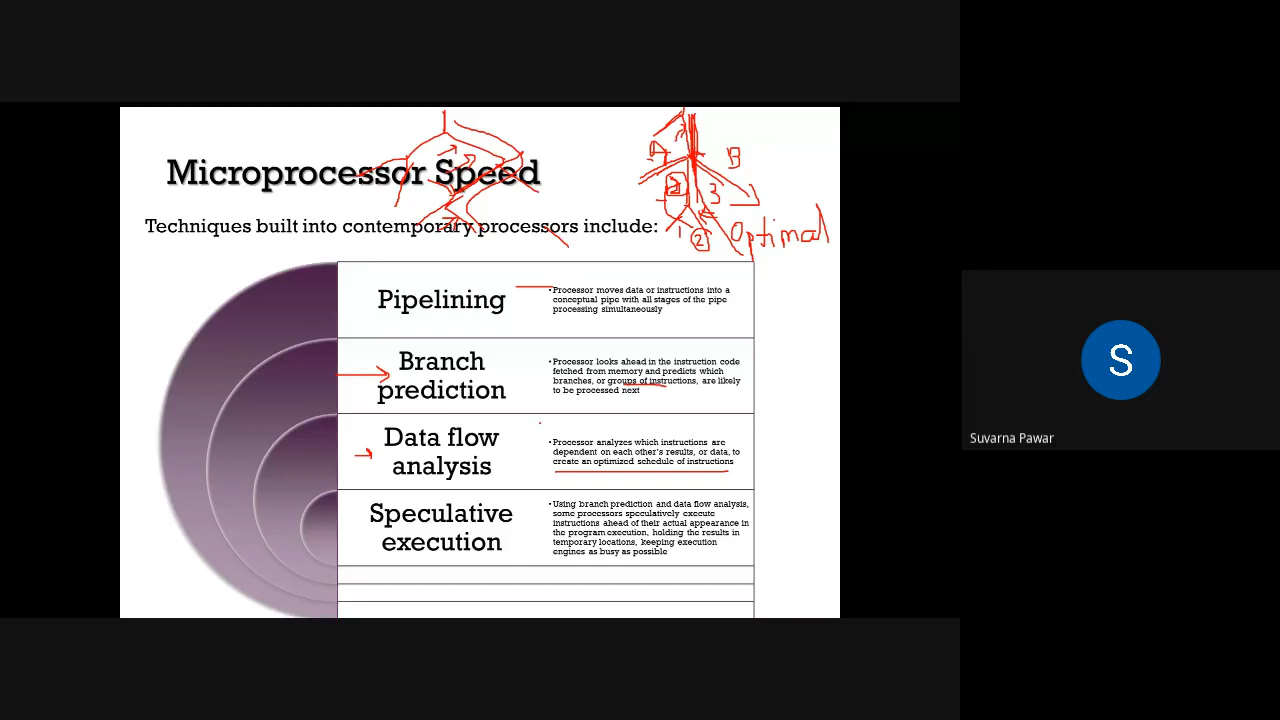 Microprocessor Speed
B
3
2
1
2
Optimal
Techniques built into contemporary processors include:
Pipelining
•Processor moves data or instructions into a
conceptual pipe with all stages of the pipe
processing simultaneously
Branch
prediction
•Processor looks ahead in the instruction code
fetched from memory and predicts which
branches, or groups of instructions, are likely
to be processed next
Data flow
analysis
•Processor analyzes which instructions are
dependent on each other's results, or data, to
create an optimized schedule of instructions
Speculative
execution
•Using branch prediction and data flow analysis,
some processors speculatively execute
instructions ahead of their actual appearance in
the program execution, holding the results in
temporary locations, keeping execution
engines as busy as possible
S
Suvarna Pawar